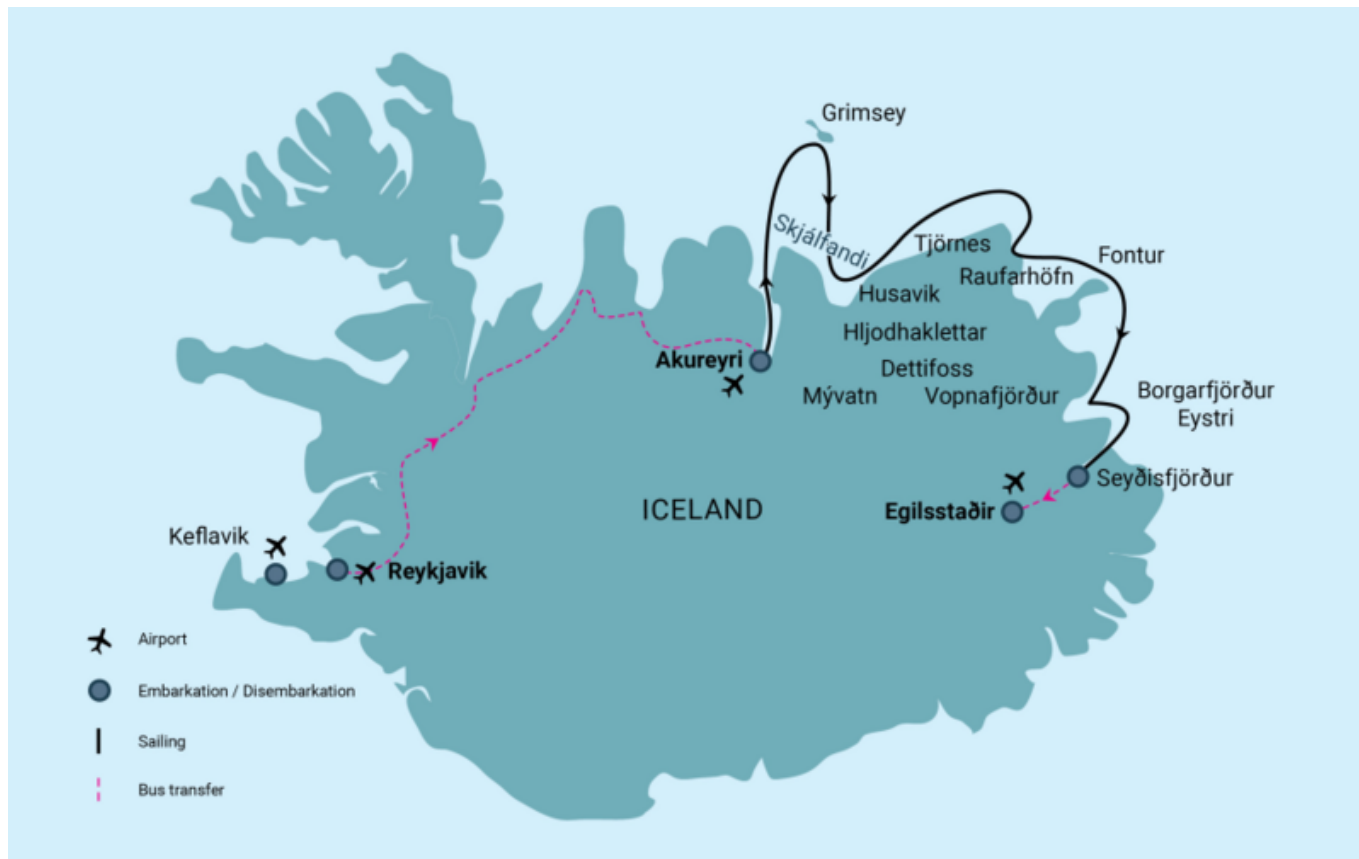 Grimsey
Skjálfandi
Tjörnes
Fontur
Raufarhöfn
Husavik
Hljodhaklettar
Akureyri
Dettifoss
Mývatn
Vopnafjörður
Borgarfjörður
Eystri
Seyðisfjörður
ICELAND
Egilsstaðir
Keflavik
Reykjavik
Airport
Embarkation / Disembarkation
Sailing
Bus transfer